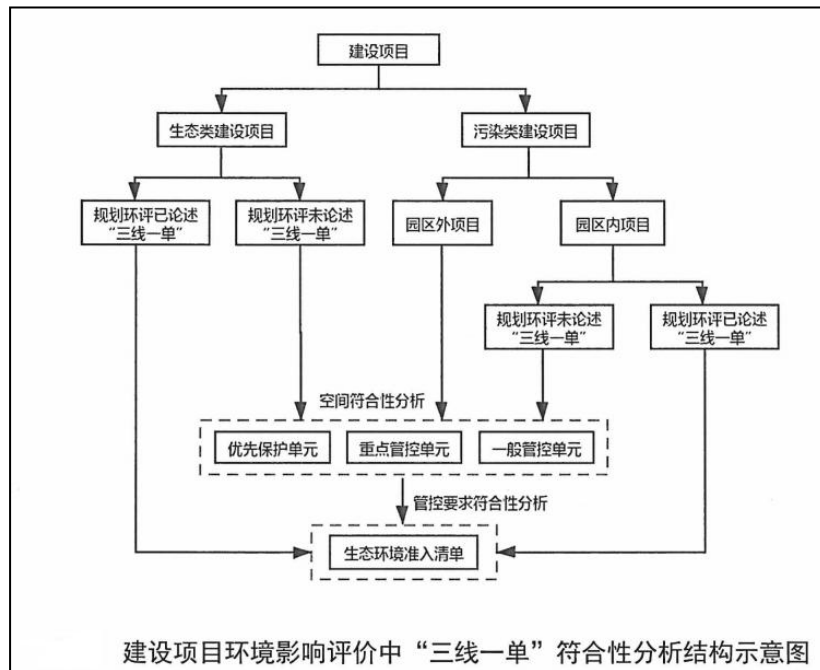 建设项目
生态类建设项目
污染类建设项目
规划环评已论述
“三线一单”
规划环评未论述
“三线一单”
园区外项目
园区内项目
规划环评未论述
“三线一单”
规划环评已论述
“三线一单”
空间符合性分析
优先保护单元
重点管控单元
一般管控单元
管控要求符合性分析
生态环境准入清单
建设项目环境影响评价中“三线一单”符合性分析结构示意图